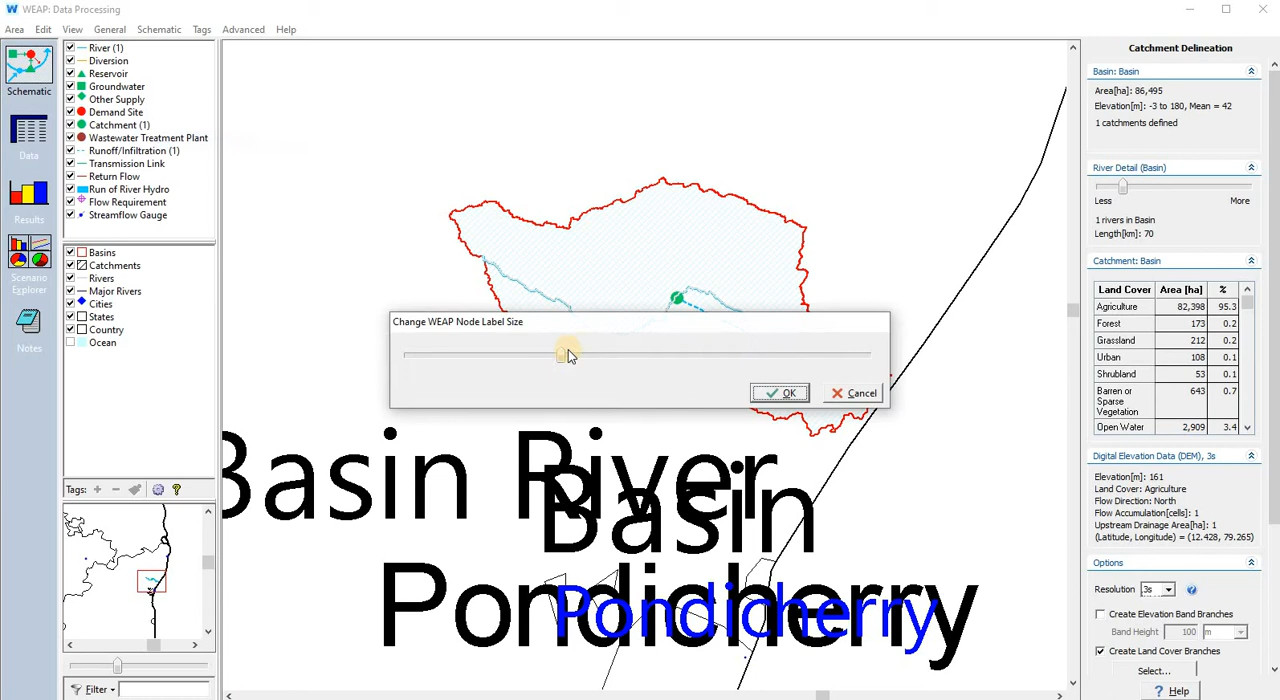 WEAP: Data Processing
Area Edit View General Schematic Tags Advanced Help
Schematic
Data
Results
Scenario
Explorer
Notes
River (1)
Diversion
Reservoir
Groundwater
Other Supply
Demand Site
Catchment (1)
Wastewater Treatment Plant
Runoff/Infiltration (1)
Transmission Link
Return Flow
Run of River Hydro
Flow Requirement
Streamflow Gauge
Basins
Catchments
Rivers
Major Rivers
Cities
States
Country
Ocean
Tags:
Filter
Change WEAP Node Label Size
OK Cancel
Basin River
Basin
Pondicherry
Pondicherry
Catchment Delineation
Basin: Basin
Area[ha]: 86,495
Elevation[m]: -3 to 180, Mean = 42
1 catchments defined
River Detail (Basin)
Less More
1 rivers in Basin
Length[km]: 70
Catchment: Basin
Land Cover Area [ha] %
Agriculture 82,398 95.3
Forest 173 0.2
Grassland 212 0.2
Urban 108 0.1
Shrubland 53 0.1
Barren or
Sparse
Vegetation 643 0.7
Open Water 2,909 3.4
Digital Elevation Data (DEM), 3s
Elevation[m]: 161
Land Cover: Agriculture
Flow Direction: North
Flow Accumulation[cells]: 1
Upstream Drainage Area[ha]: 1
(Latitude, Longitude) = (12.428, 79.265)
Options
Resolution 3s
Create Elevation Band Branches
Band Height 100 m
Create Land Cover Branches
Select...
Help